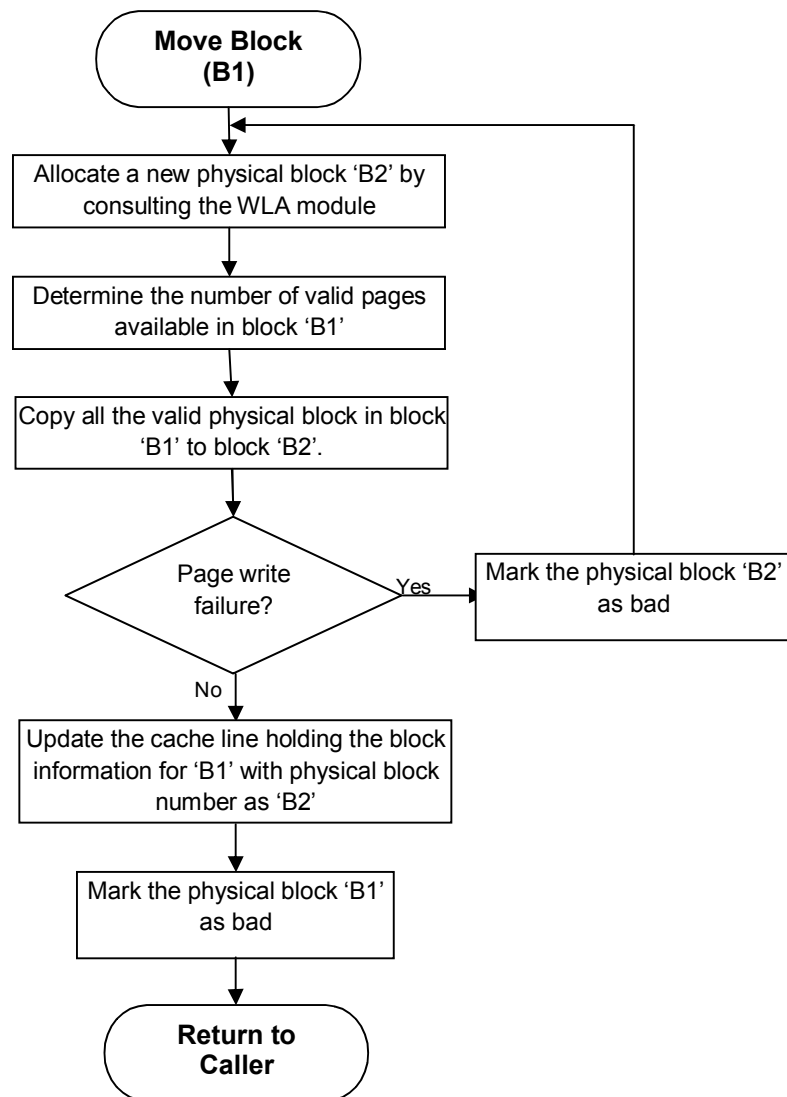 Move Block
(B1)
Allocate a new physical block ‘B2’ by
consulting the WLA module
Determine the number of valid pages
available in block ‘B1’
Copy all the valid physical block in block
‘B1’ to block ‘B2’.
Page write
failure?
Yes
Mark the physical block ‘B2’
as bad
No
Update the cache line holding the block
information for ‘B1’ with physical block
number as ‘B2’
Mark the physical block ‘B1’
as bad
Return to
Caller